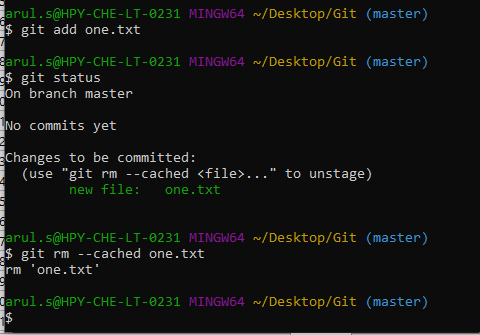 arul.s@HPY-CHE-LT-0231 MINGW64 ~/Desktop/Git (master)
$ git add one.txt
arul.s@HPY-CHE-LT-0231 MINGW64 ~/Desktop/Git (master)
$ git status
On branch master
No commits yet
Changes to be committed:
  (use "git rm --cached <file>..." to unstage)
        new file:   one.txt
arul.s@HPY-CHE-LT-0231 MINGW64 ~/Desktop/Git (master)
$ git rm --cached one.txt
rm 'one.txt'
arul.s@HPY-CHE-LT-0231 MINGW64 ~/Desktop/Git (master)
$